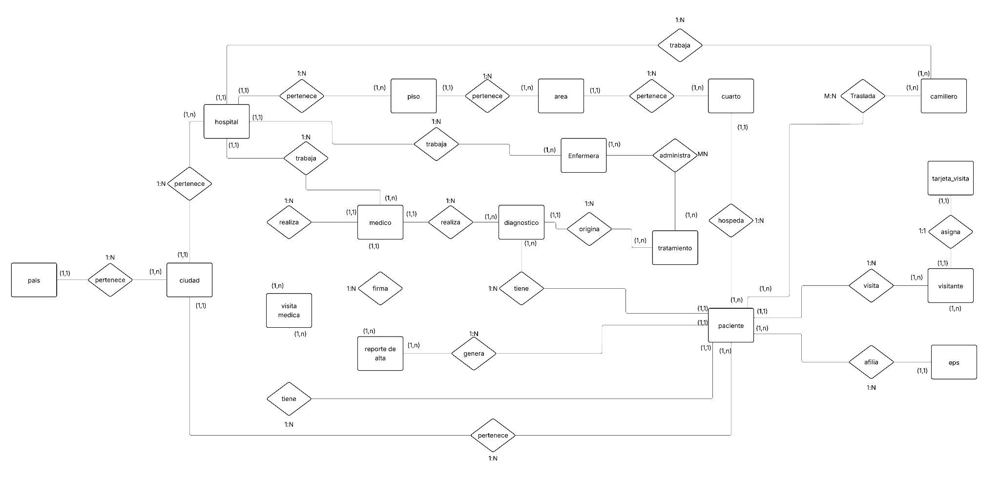 1:N
trabaja
1:N
1:N
1:N
(1,n)
(1,1)
pertenece
(1,n)
piso
(1,1)
pertenece
(1,n)
area
(1,1)
pertenece
(1,n)
cuarto
M:N
Traslada
(1,n)
camillero
(1,1)
(1,n)
hospital
(1,1)
1:N
(1,1)
(1,1)
1:N
trabaja
trabaja
(1,n)
Enfermera
(1,n)
administra
MN
1:N
pertenece
tarjeta_visita
(1,n)
1:N
1:N
1:N
(1,1)
realiza
(1,1)
medico
(1,1)
realiza
(1,n)
diagnostico
(1,1)
origina
(1,n)
hospeda
1:N
1:1
asigna
(1,1)
(1,n)
(1,n)
tratamiento
(1,1)
1:N
pais
(1,1)
pertenece
(1,n)
ciudad
(1,1)
(1,n)
1:N
firma
1:N
tiene
(1,n)
1:N
visita
(1,n)
(1,1)
visitante
(1,n)
(1,1)
visita
medica
(1,n)
(1,n)
(1,1)
(1,1)
paciente
(1,1)
(1,n)
(1,n)
reporte de
alta
(1,n)
1:N
genera
(1,1)
(1,n)
afilia
(1,1)
eps
1:N
tiene
1:N
pertenece
1:N